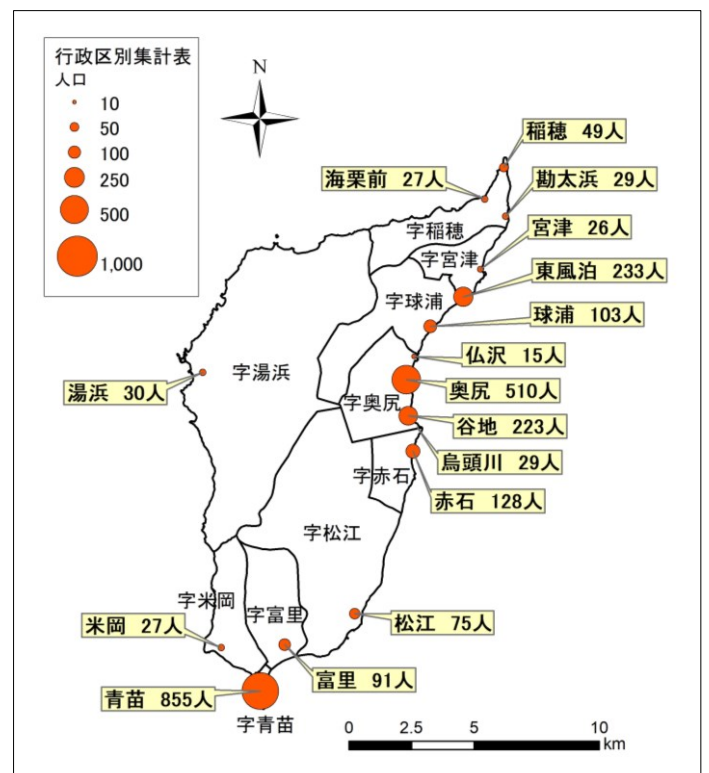 行政区別集計表
人口
10
50
100
250
500
1,000
N
稲穂 49人
海栗前 27人
勘太浜 29人
字稲穂
宮津 26人
字宮津
東風泊 233人
字球浦
球浦 103人
仏沢 15人
字湯浜
湯浜 30人
奥尻 510人
字奥尻
谷地 223人
烏頭川 29人
字赤石
赤石 128人
字松江
字米岡
字富里
米岡 27人
松江 75人
富里 91人
青苗 855人
字青苗
0 2.5 5 10
km